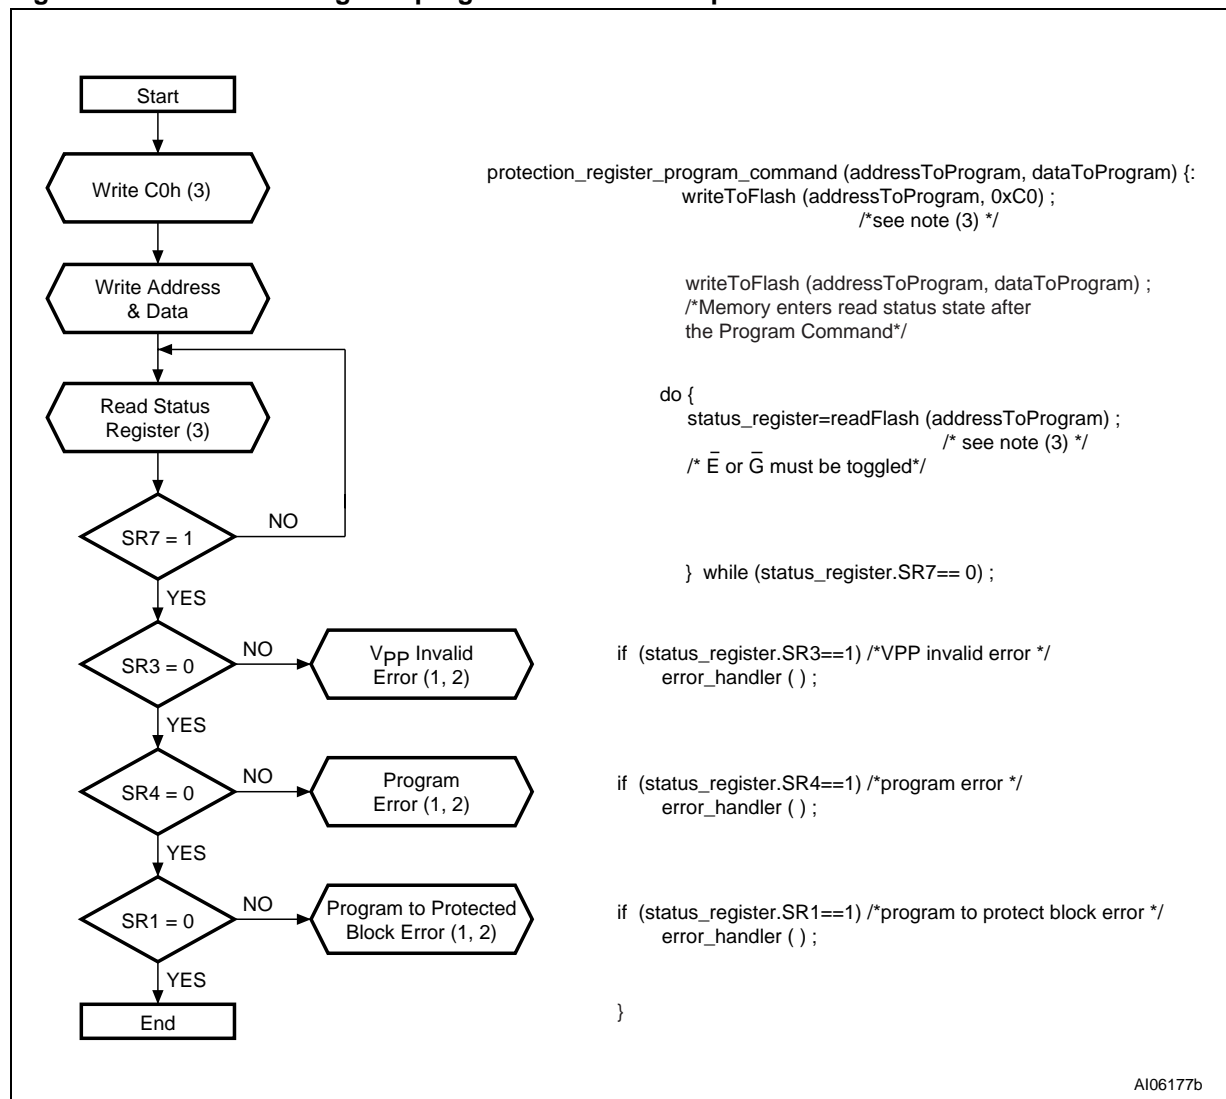 Start
Write C0h (3)
Write Address
& Data
Read Status
Register (3)
SR7 = 1
NO
YES
SR3 = 0
NO
VPP Invalid
Error (1, 2)
YES
SR4 = 0
NO
Program
Error (1, 2)
YES
SR1 = 0
NO
Program to Protected
Block Error (1, 2)
YES
End
protection_register_program_command (addressToProgram, dataToProgram) {:
writeToFlash (addressToProgram, 0xC0) ;
/*see note (3) */
writeToFlash (addressToProgram, dataToProgram) ;
/*Memory enters read status state after
the Program Command*/
do {
status_register=readFlash (addressToProgram) ;
/* see note (3) */
/* E̅ or G̅ must be toggled*/
} while (status_register.SR7== 0) ;
if (status_register.SR3==1) /*VPP invalid error */
error_handler ( ) ;
if (status_register.SR4==1) /*program error */
error_handler ( ) ;
if (status_register.SR1==1) /*program to protect block error */
error_handler ( ) ;
}
AI06177b